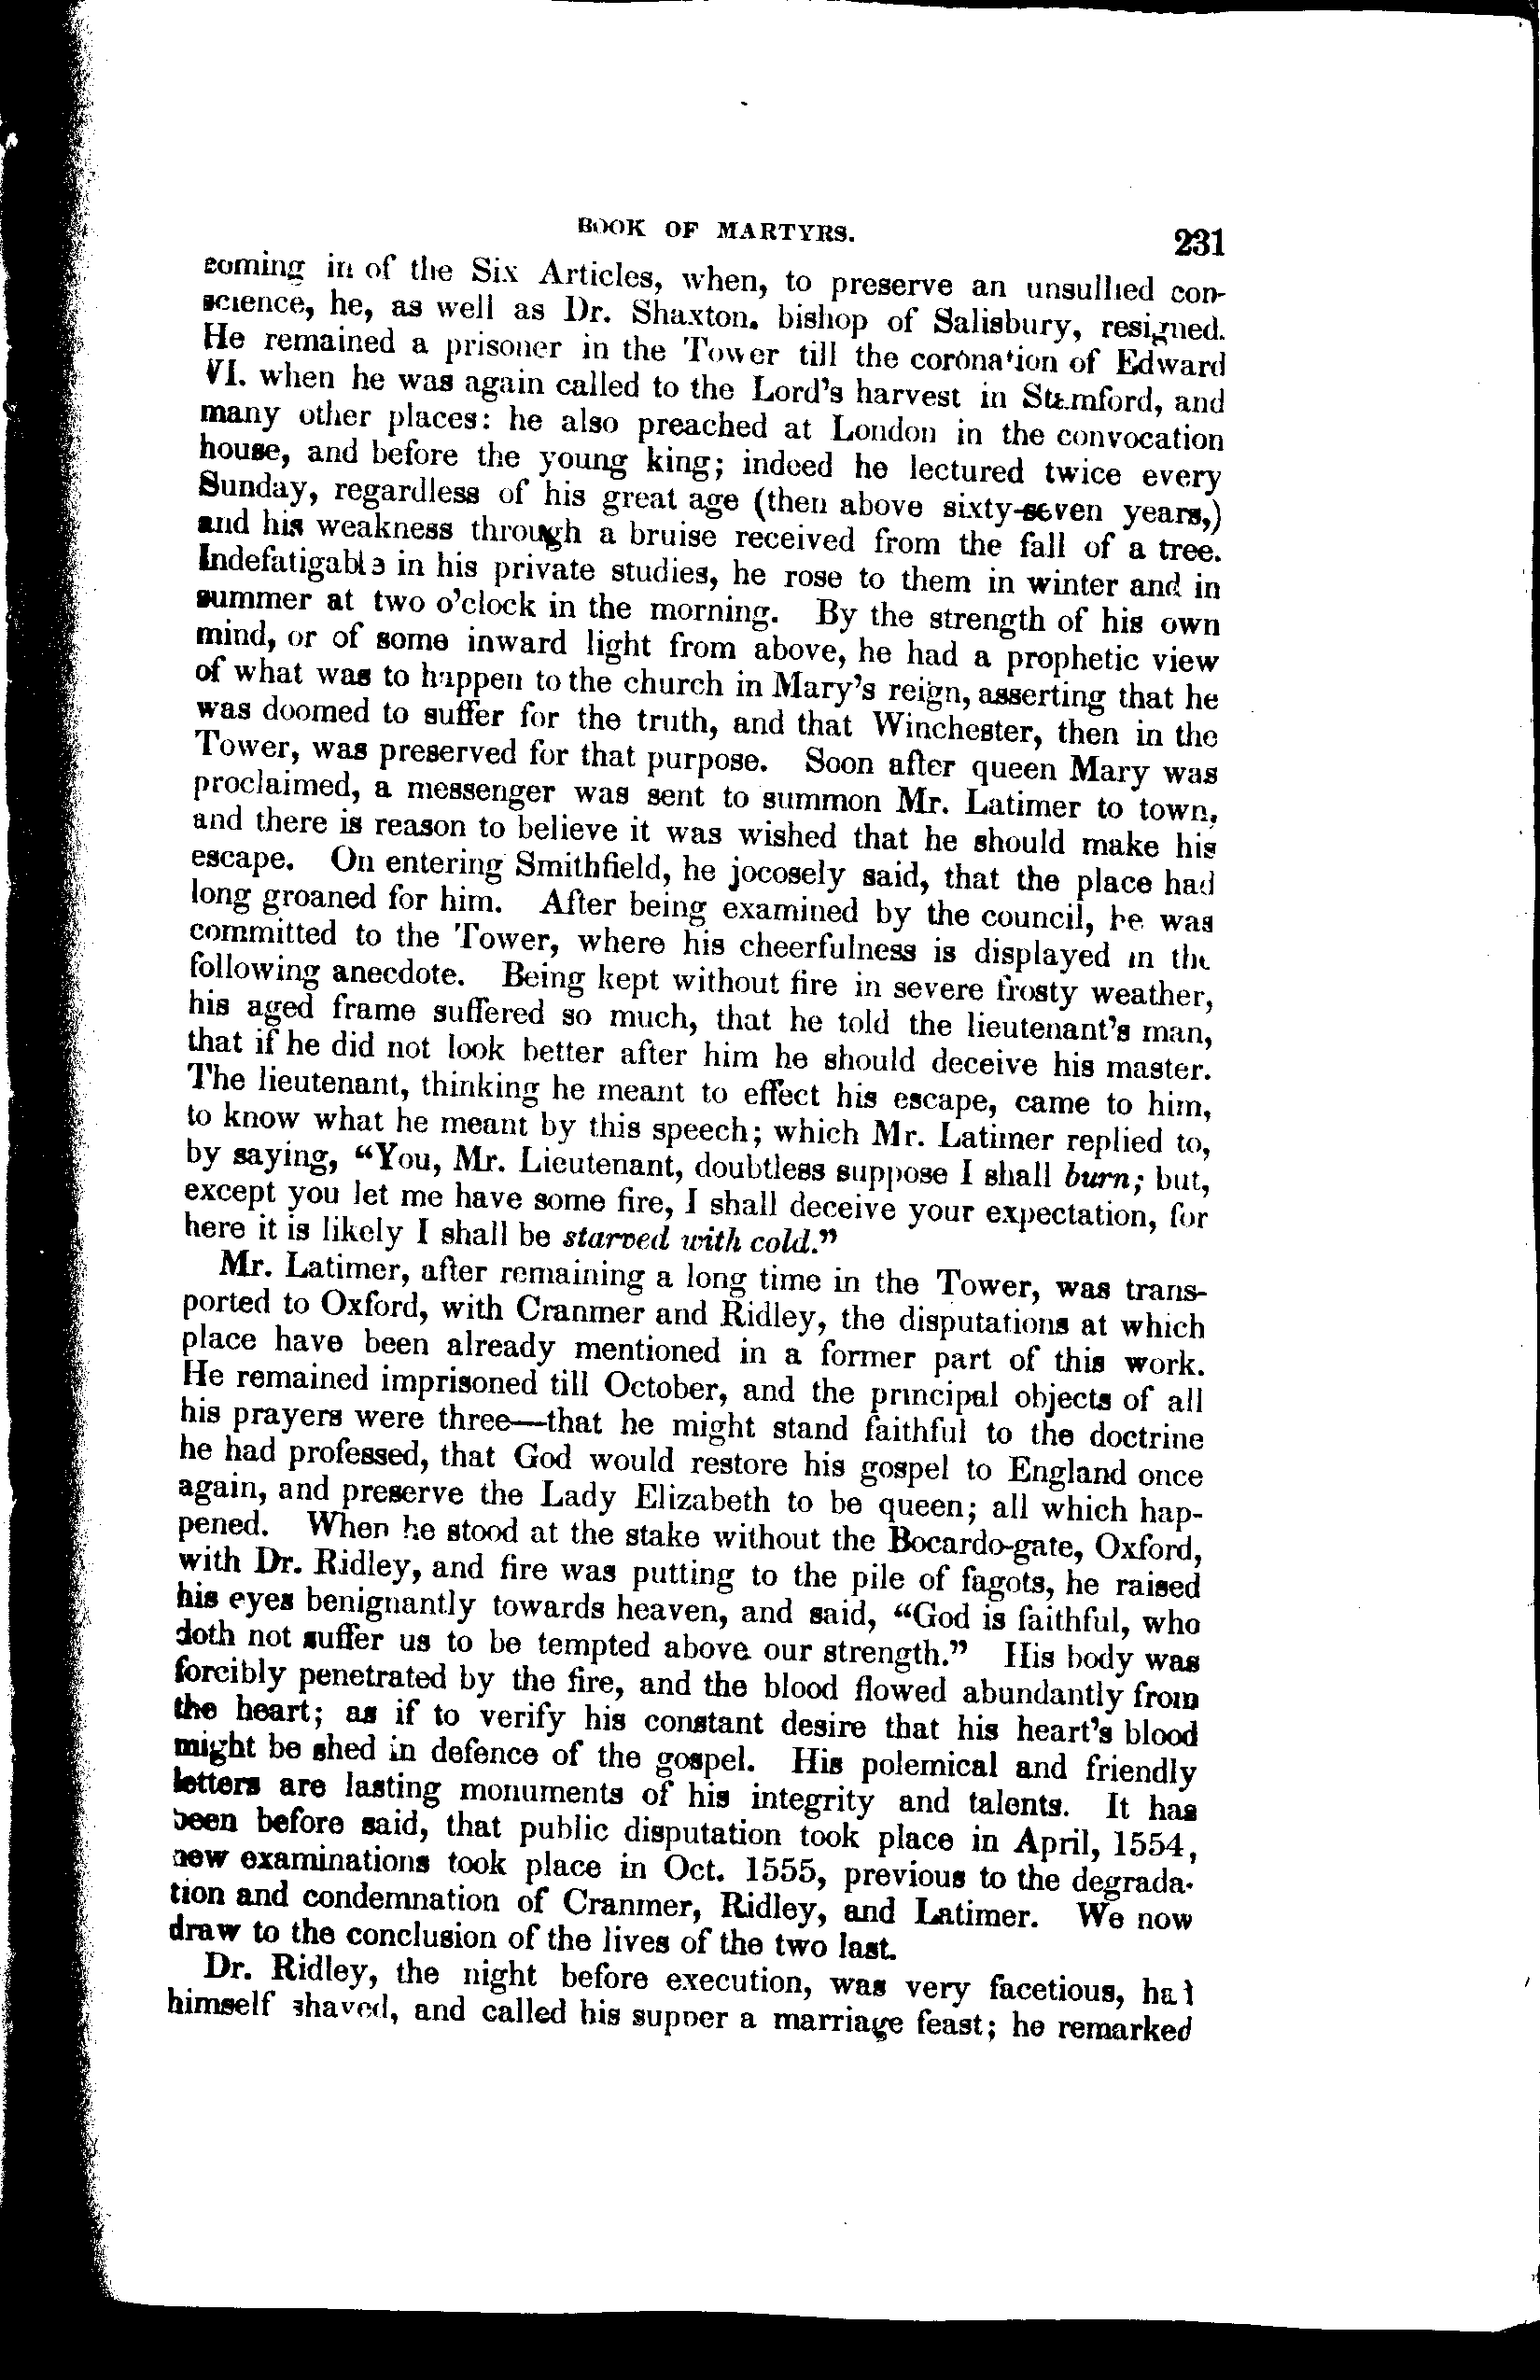 BOOK OF MARTYRS. 231
coming in of the Six Articles, when, to preserve an unsullied con-
science, he, as well as Dr. Shaxton, bishop of Salisbury, resigned.
He remained a prisoner in the Tower till the coronation of Edward
VI. when he was again called to the Lord's harvest in Stamford, and
many other places: he also preached at London in the convocation
house, and before the young king; indeed he lectured twice every
Sunday, regardless of his great age (then above sixty-seven years,)
and his weakness through a bruise received from the fall of a tree.
Indefatigable in his private studies, he rose to them in winter and in
summer at two o'clock in the morning. By the strength of his own
mind, or of some inward light from above, he had a prophetic view
of what was to happen to the church in Mary's reign, asserting that he
was doomed to suffer for the truth, and that Winchester, then in the
Tower, was preserved for that purpose. Soon after queen Mary was
proclaimed, a messenger was sent to summon Mr. Latimer to town,
and there is reason to believe it was wished that he should make his
escape. On entering Smithfield, he jocosely said, that the place had
long groaned for him. After being examined by the council, he was
committed to the Tower, where his cheerfulness is displayed in the
following anecdote. Being kept without fire in severe frosty weather,
his aged frame suffered so much, that he told the lieutenant's man,
that if he did not look better after him he should deceive his master.
The lieutenant, thinking he meant to effect his escape, came to him,
to know what he meant by this speech; which Mr. Latimer replied to,
by saying, "You, Mr. Lieutenant, doubtless suppose I shall burn; but,
except you let me have some fire, I shall deceive your expectation, for
here it is likely I shall be starved with cold."
Mr. Latimer, after remaining a long time in the Tower, was trans-
ported to Oxford, with Cranmer and Ridley, the disputations at which
place have been already mentioned in a former part of this work.
He remained imprisoned till October, and the principal objects of all
his prayers were three—that he might stand faithful to the doctrine
he had professed, that God would restore his gospel to England once
again, and preserve the Lady Elizabeth to be queen; all which hap-
pened. When he stood at the stake without the Bocardo-gate, Oxford,
with Dr. Ridley, and fire was putting to the pile of fagots, he raised
his eyes benignantly towards heaven, and said, "God is faithful, who
doth not suffer us to be tempted above our strength." His body was
forcibly penetrated by the fire, and the blood flowed abundantly from
the heart; as if to verify his constant desire that his heart's blood
might be shed in defence of the gospel. His polemical and friendly
letters are lasting monuments of his integrity and talents. It has
been before said, that public disputation took place in April, 1554,
new examinations took place in Oct. 1555, previous to the degrada-
tion and condemnation of Cranmer, Ridley, and Latimer. We now
draw to the conclusion of the lives of the two last.
Dr. Ridley, the night before execution, was very facetious, had
himself shaved, and called his supper a marriage feast; he remarked